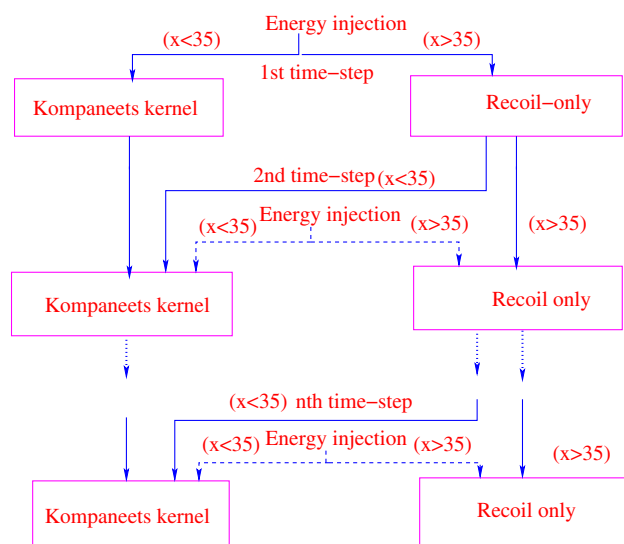 Energy injection
(x<35) (x>35)
1st time−step
Kompaneets kernel Recoil−only
2nd time−step (x<35)
Energy injection
(x<35) (x>35) (x>35)
Kompaneets kernel Recoil only
(x<35) nth time−step
(x<35) Energy injection (x>35) (x>35)
Kompaneets kernel Recoil only